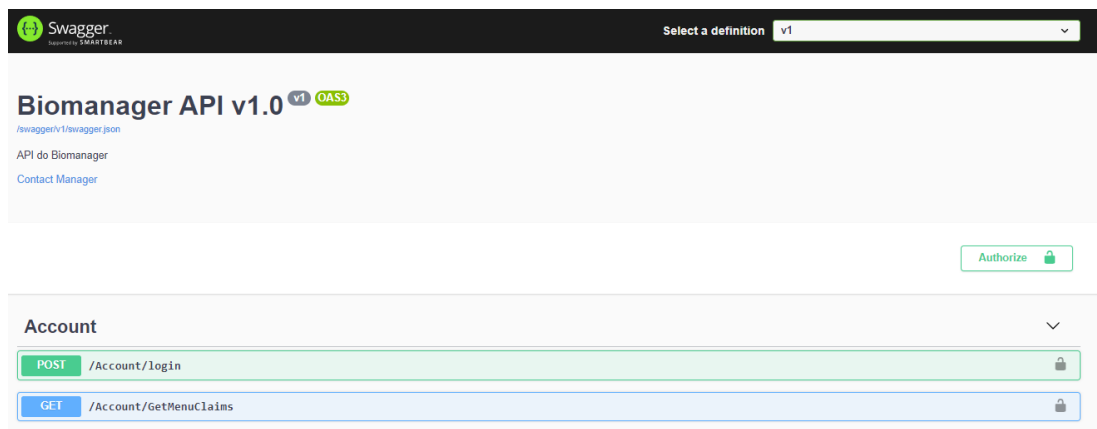 Swagger.
Supported by SMARTBEAR
Select a definition v1
Biomanager API v1.0 v1 OAS3
/swagger/v1/swagger.json
API do Biomanager
Contact Manager
Authorize
Account
POST /Account/login
GET /Account/GetMenuClaims